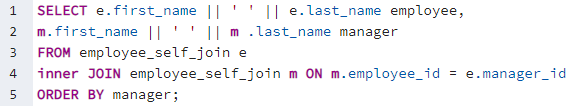 1 SELECT e.first_name || ' ' || e.last_name employee,
2 m.first_name || ' ' || m .last_name manager
3 FROM employee_self_join e
4 inner JOIN employee_self_join m ON m.employee_id = e.manager_id
5 ORDER BY manager;